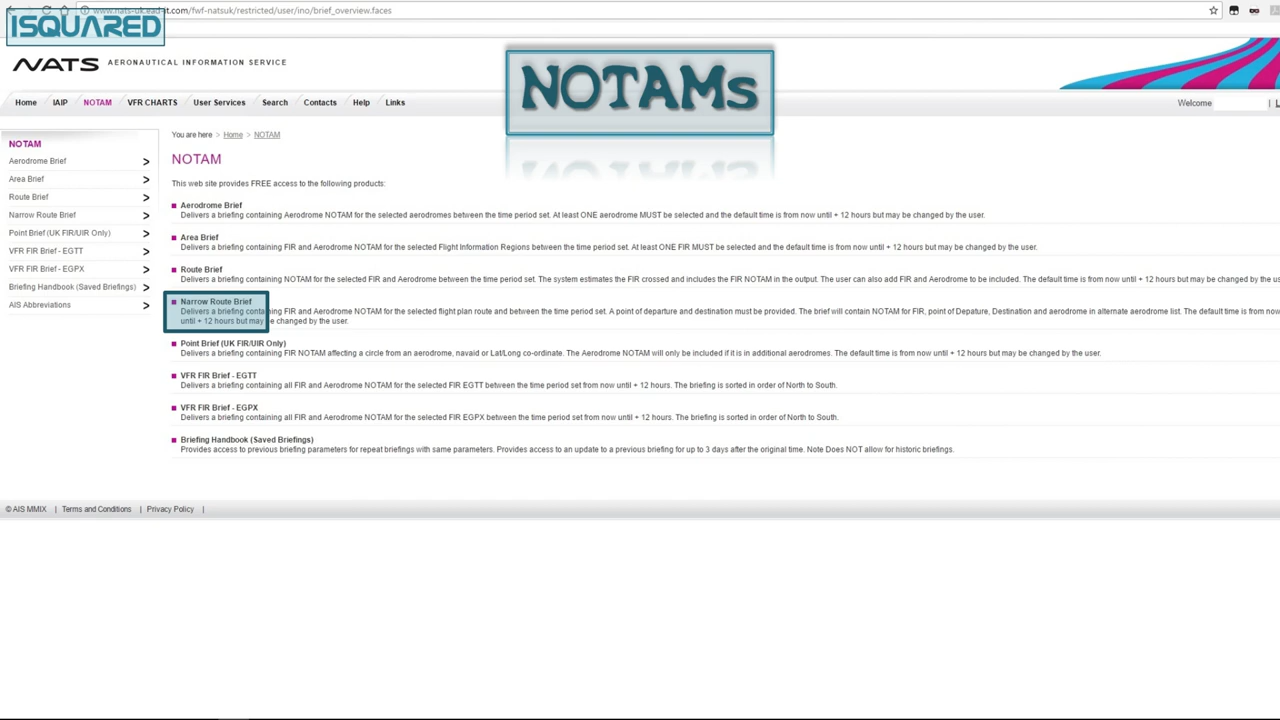 www.nats-uk.ead-it.com/fwf-natsuk/restricted/user/ino/brief_overview.faces
ISQUARED
NATS AERONAUTICAL INFORMATION SERVICE
NOTAMs
Home IAIP NOTAM VFR CHARTS User Services Search Contacts Help Links
Welcome |
You are here > Home > NOTAM
NOTAM
Aerodrome Brief >
Area Brief >
Route Brief >
Narrow Route Brief >
Point Brief (UK FIR/UIR Only) >
VFR FIR Brief - EGTT >
VFR FIR Brief - EGPX >
Briefing Handbook (Saved Briefings) >
AIS Abbreviations >
NOTAM
This web site provides FREE access to the following products:
Aerodrome Brief
Delivers a briefing containing Aerodrome NOTAM for the selected aerodromes between the time period set. At least ONE aerodrome MUST be selected and the default time is from now until + 12 hours but may be changed by the user.
Area Brief
Delivers a briefing containing FIR and Aerodrome NOTAM for the selected Flight Information Regions between the time period set. At least ONE FIR MUST be selected and the default time is from now until + 12 hours but may be changed by the user.
Route Brief
Delivers a briefing containing NOTAM for the selected FIR and Aerodrome between the time period set. The system estimates the FIR crossed and includes the FIR NOTAM in the output. The user can also add FIR and Aerodrome to be included. The default time is from now until + 12 hours but may be changed by the us
Narrow Route Brief
Delivers a briefing containing FIR and Aerodrome NOTAM for the selected flight plan route and between the time period set. A point of departure and destination must be provided. The brief will contain NOTAM for FIR, point of Depature, Destination and aerodrome in alternate aerodrome list. The default time is from now
until + 12 hours but may be changed by the user.
Point Brief (UK FIR/UIR Only)
Delivers a briefing containing FIR NOTAM affecting a circle from an aerodrome, navaid or Lat/Long co-ordinate. The Aerodrome NOTAM will only be included if it is in additional aerodromes. The default time is from now until + 12 hours but may be changed by the user.
VFR FIR Brief - EGTT
Delivers a briefing containing all FIR and Aerodrome NOTAM for the selected FIR EGTT between the time period set from now until + 12 hours. The briefing is sorted in order of North to South.
VFR FIR Brief - EGPX
Delivers a briefing containing all FIR and Aerodrome NOTAM for the selected FIR EGPX between the time period set from now until + 12 hours. The briefing is sorted in order of North to South.
Briefing Handbook (Saved Briefings)
Provides access to previous briefing parameters for repeat briefings with same parameters. Provides access to an update to a previous briefing for up to 3 days after the original time. Note Does NOT allow for historic briefings.
© AIS MMIX | Terms and Conditions | Privacy Policy |